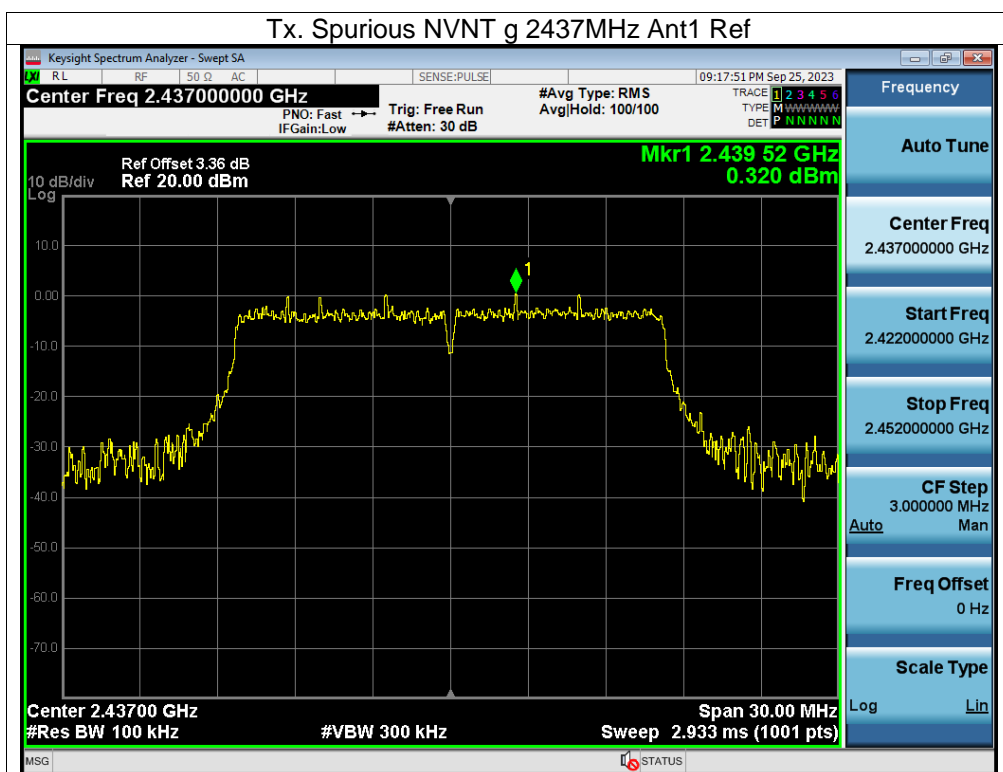 Tx. Spurious NVNT g 2437MHz Ant1 Ref
Keysight Spectrum Analyzer - Swept SA
LXI RL RF 50 Ω AC SENSE:PULSE 09:17:51 PM Sep 25, 2023
Center Freq 2.437000000 GHz
PNO: Fast
IFGain:Low
Trig: Free Run
#Atten: 30 dB
#Avg Type: RMS
Avg|Hold: 100/100
TRACE 1 2 3 4 5 6
TYPE M WWWWW
DET P N N N N N
Ref Offset 3.36 dB
10 dB/div Ref 20.00 dBm
Log
Mkr1 2.439 52 GHz
0.320 dBm
1
10.0
0.00
-10.0
-20.0
-30.0
-40.0
-50.0
-60.0
-70.0
Center 2.43700 GHz Span 30.00 MHz
#Res BW 100 kHz #VBW 300 kHz Sweep 2.933 ms (1001 pts)
MSG STATUS
Frequency
Auto Tune
Center Freq
2.437000000 GHz
Start Freq
2.422000000 GHz
Stop Freq
2.452000000 GHz
CF Step
3.000000 MHz
Auto Man
Freq Offset
0 Hz
Scale Type
Log Lin